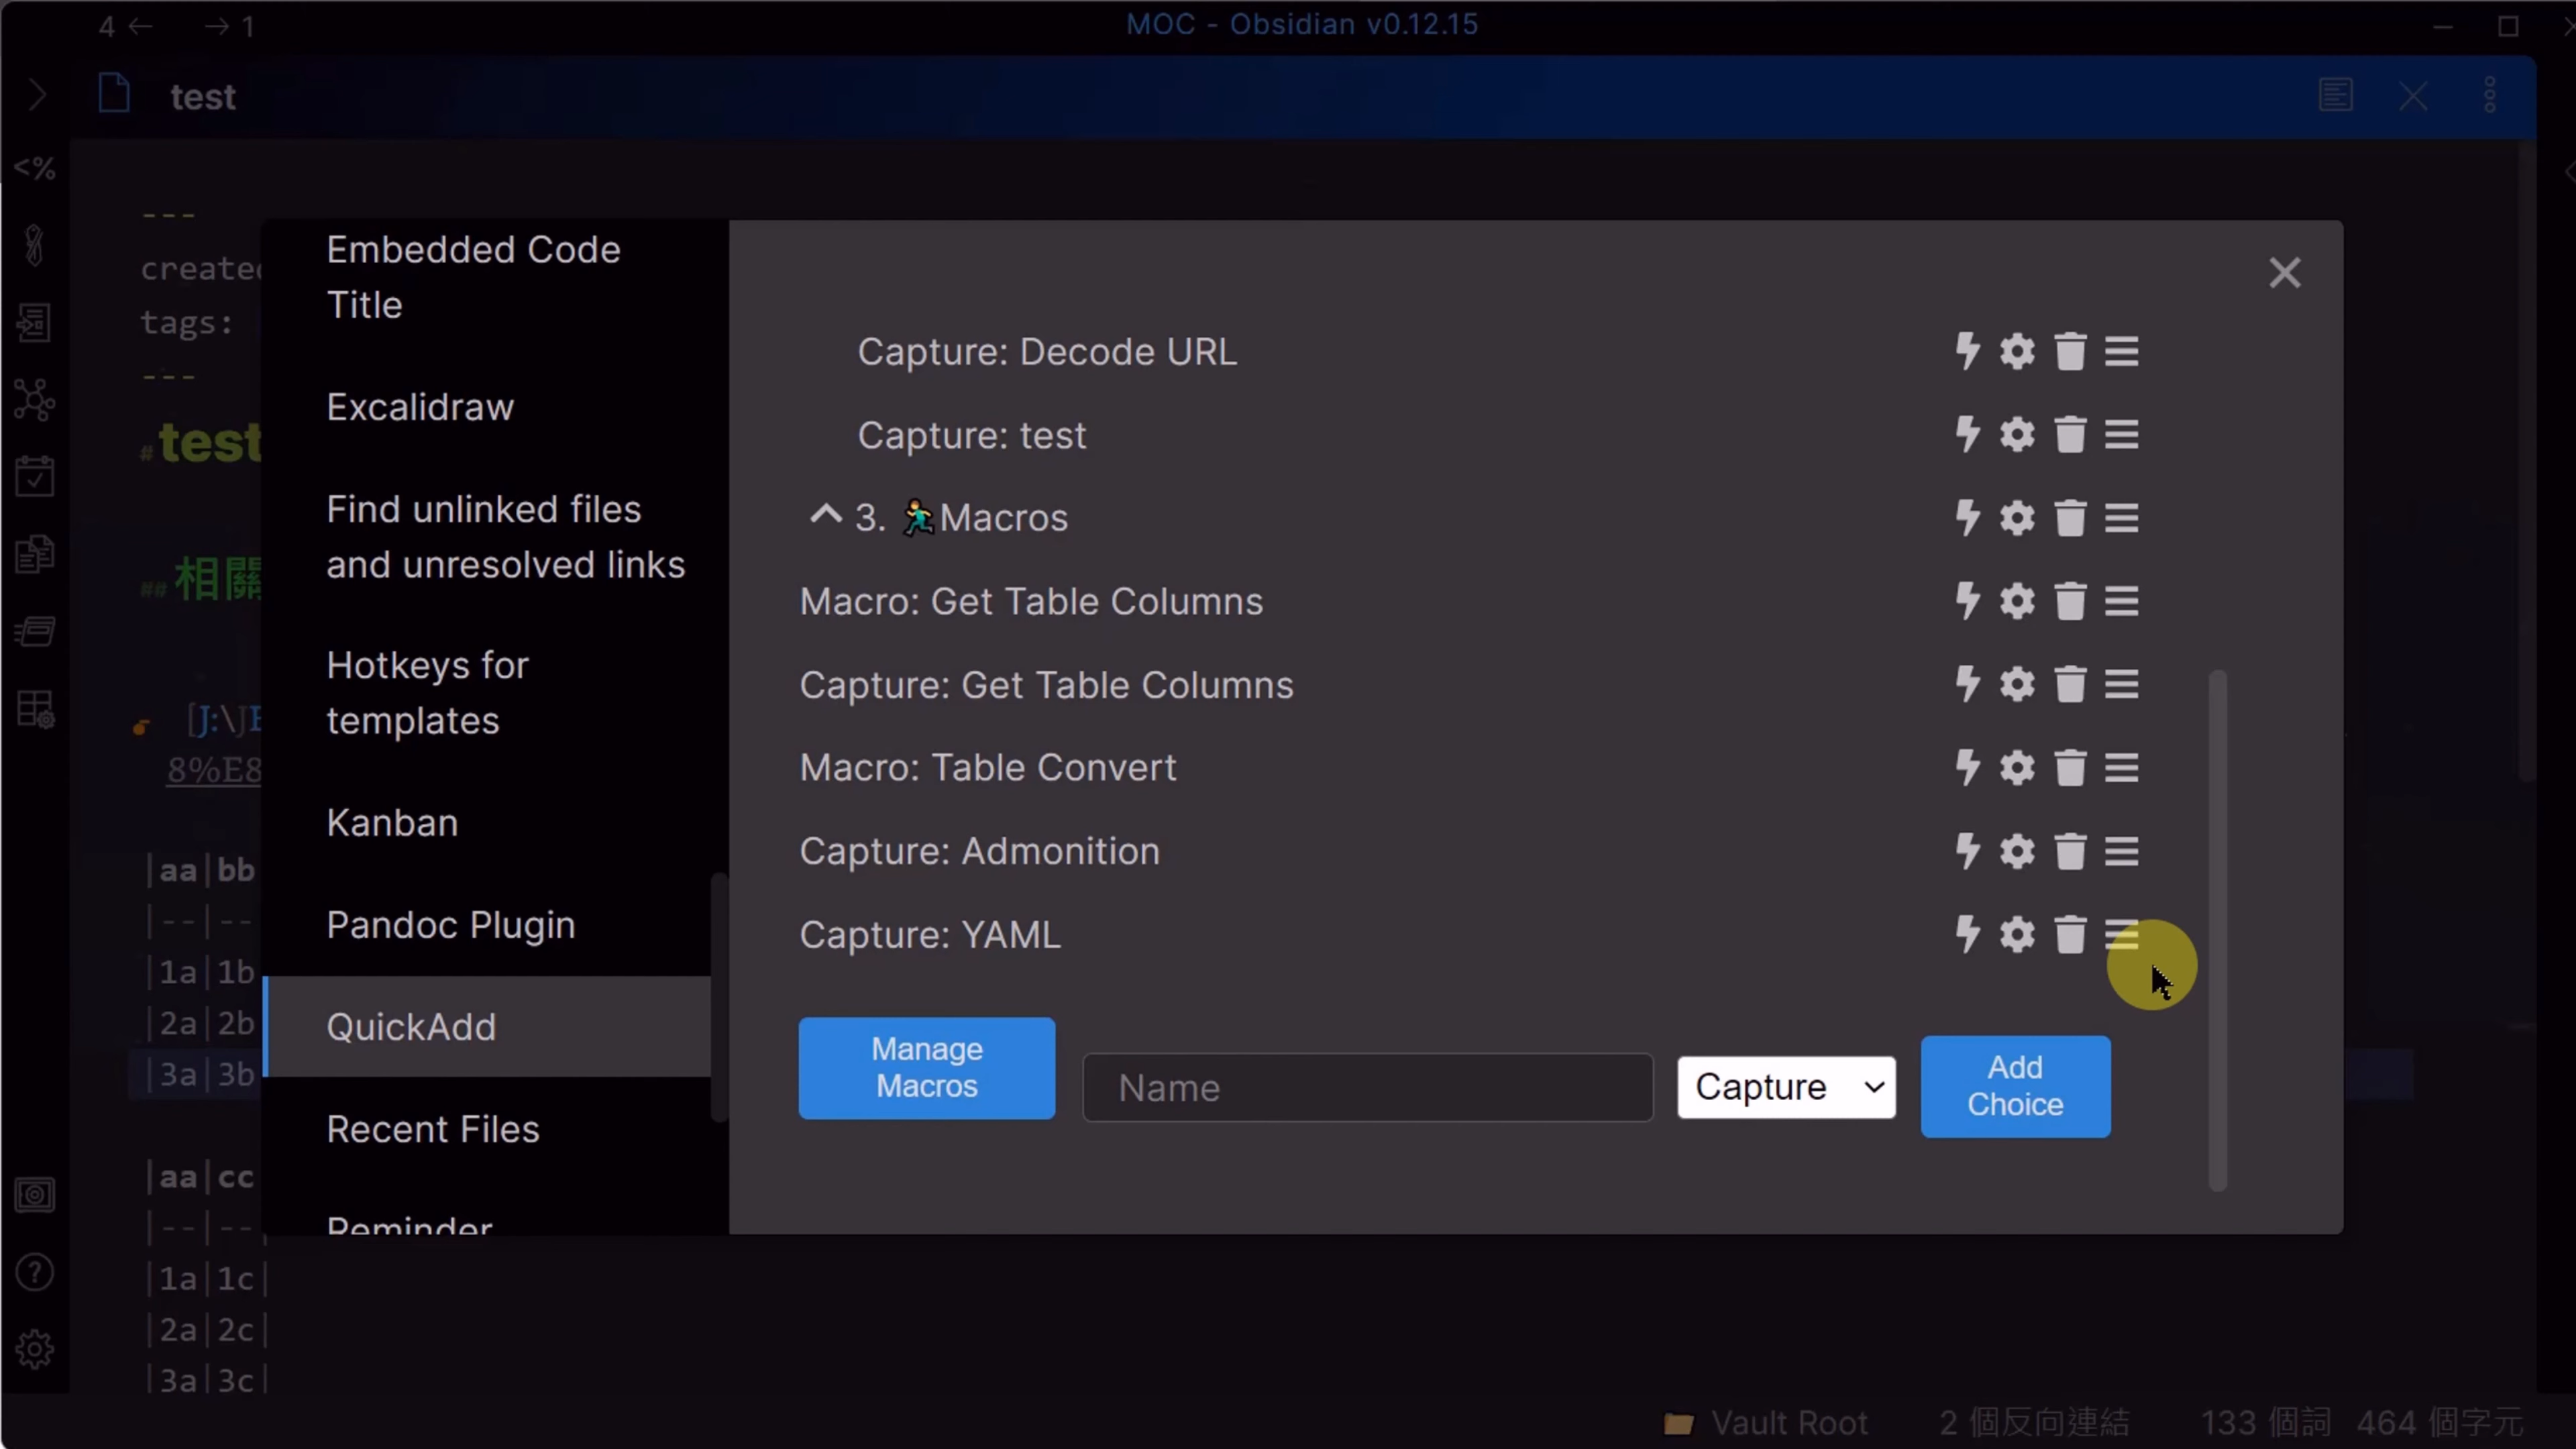 4 ← → 1
MOC - Obsidian v0.12.15
test
<%
---
created
tags:
---
# test
## 相關
[J:\JE
8%E8
|aa|bb
|--|--
|1a|1b
|2a|2b
|3a|3b
|aa|cc
|--|--|
|1a|1c|
|2a|2c|
|3a|3c|
Embedded Code
Title
Excalidraw
Find unlinked files
and unresolved links
Hotkeys for
templates
Kanban
Pandoc Plugin
QuickAdd
Recent Files
Reminder
Capture: Decode URL
Capture: test
3. 🏃Macros
Macro: Get Table Columns
Capture: Get Table Columns
Macro: Table Convert
Capture: Admonition
Capture: YAML
Manage
Macros
Name
Capture
Add
Choice
Vault Root 2 個反向連結 133 個詞 464 個字元